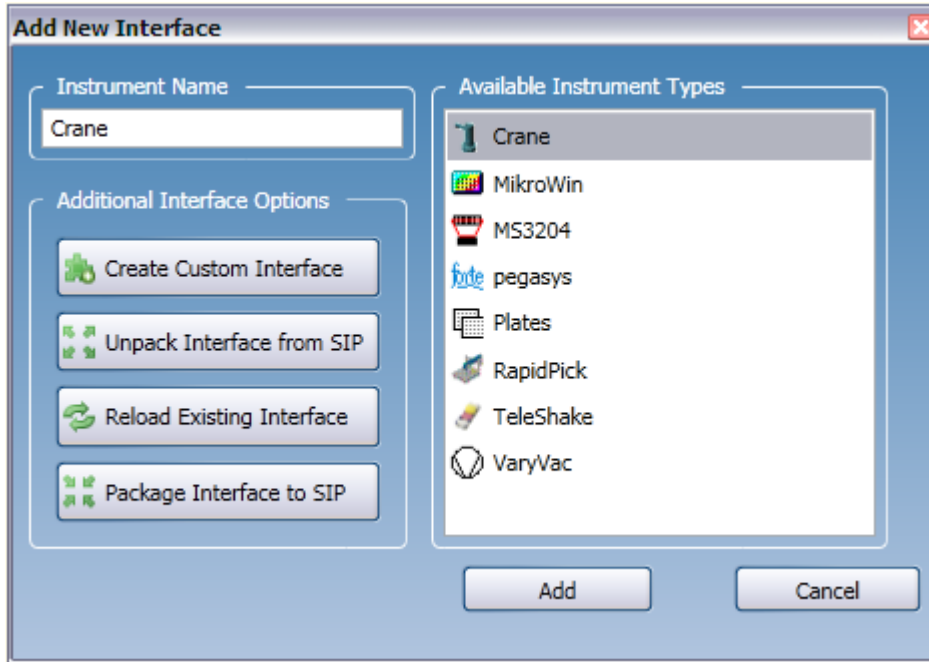 Add New Interface
Instrument Name
Crane
Additional Interface Options
Create Custom Interface
Unpack Interface from SIP
Reload Existing Interface
Package Interface to SIP
Available Instrument Types
Crane
MikroWin
MS3204
forte pegasys
Plates
RapidPick
TeleShake
VaryVac
Add Cancel